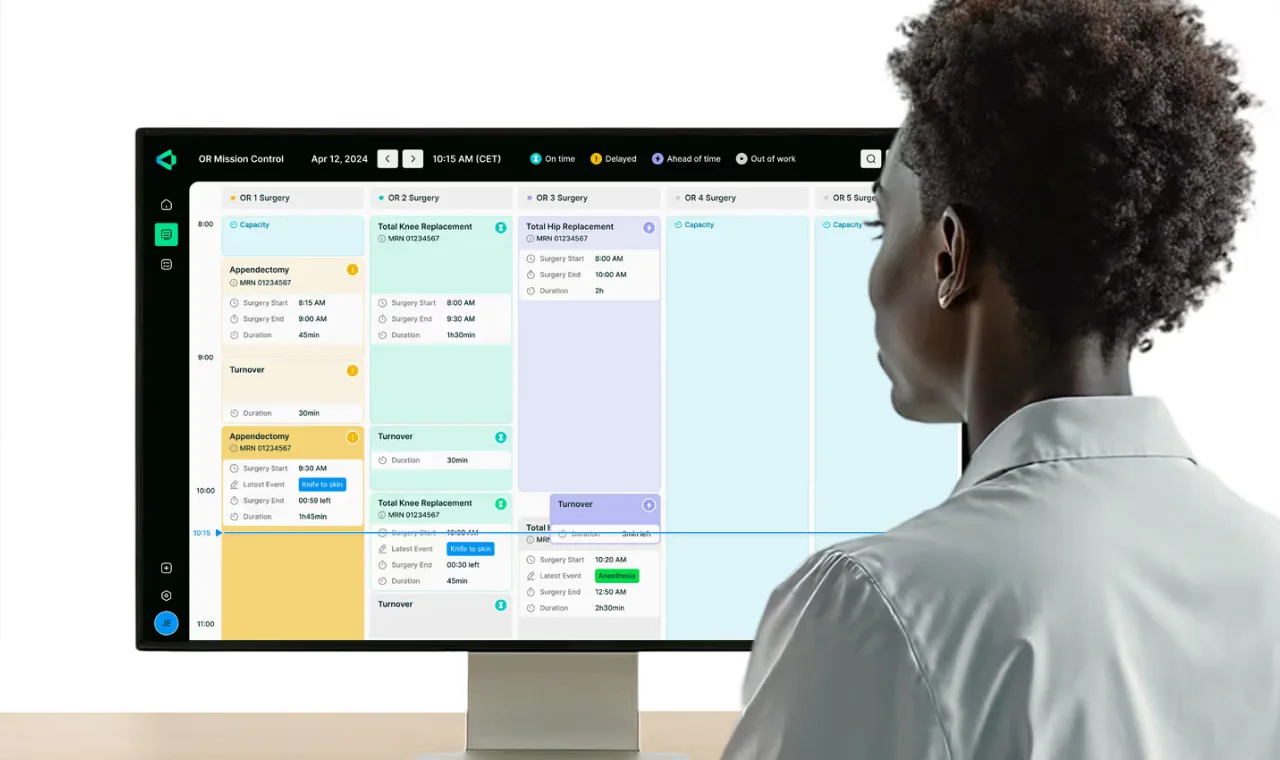 OR Mission Control Apr 12, 2024 10:15 AM (CET) On time Delayed Ahead of time Out of work
OR 1 Surgery
OR 2 Surgery
OR 3 Surgery
OR 4 Surgery
OR 5
8:00
9:00
10:00
10:15
11:00
Capacity
Appendectomy
MRN 01234567
Surgery Start 8:15 AM
Surgery End 9:00 AM
Duration 45min
Turnover
Duration 30min
Appendectomy
MRN 01234567
Surgery Start 9:30 AM
Latest Event Knife to skin
Surgery End 00:59 left
Duration 1h45min
Total Knee Replacement
MRN 01234567
Surgery Start 8:00 AM
Surgery End 9:30 AM
Duration 1h30min
Turnover
Duration 30min
Total Knee Replacement
MRN 01234567
Surgery Start 10:00 AM
Latest Event Knife to skin
Surgery End 00:30 left
Duration 45min
Turnover
Total Hip Replacement
MRN 01234567
Surgery Start 8:00 AM
Surgery End 10:00 AM
Duration 2h
Turnover
Duration 5min left
Total
MRN
Surgery Start 10:20 AM
Latest Event Anesthesia
Surgery End 12:50 AM
Duration 2h30min
Capacity
Capacity
JE